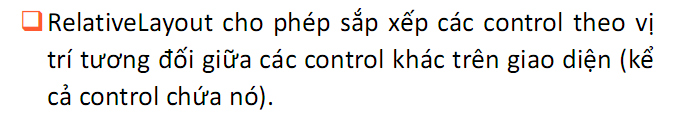 ❑RelativeLayout cho phép sắp xếp các control theo vị
trí tương đối giữa các control khác trên giao diện (kể
cả control chứa nó).